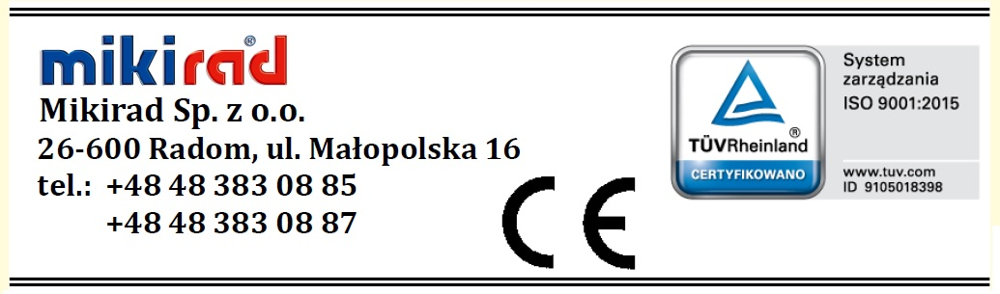 mikirad®
Mikirad Sp. z o.o.
26-600 Radom, ul. Małopolska 16
tel.: +48 48 383 08 85
+48 48 383 08 87
CE
TÜVRheinland®
CERTYFIKOWANO
System
zarządzania
ISO 9001:2015
www.tuv.com
ID 9105018398